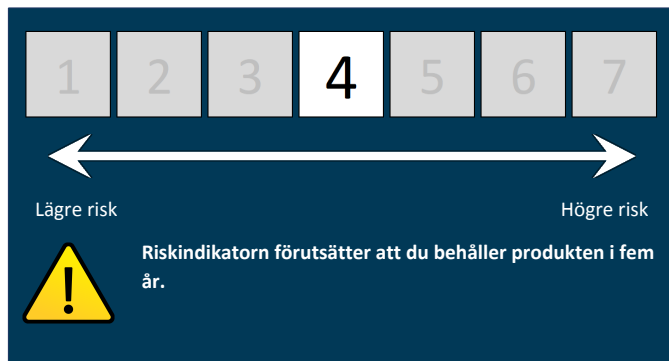 1 2 3 4 5 6 7
Lägre risk Högre risk
Riskindikatorn förutsätter att du behåller produkten i fem
år.